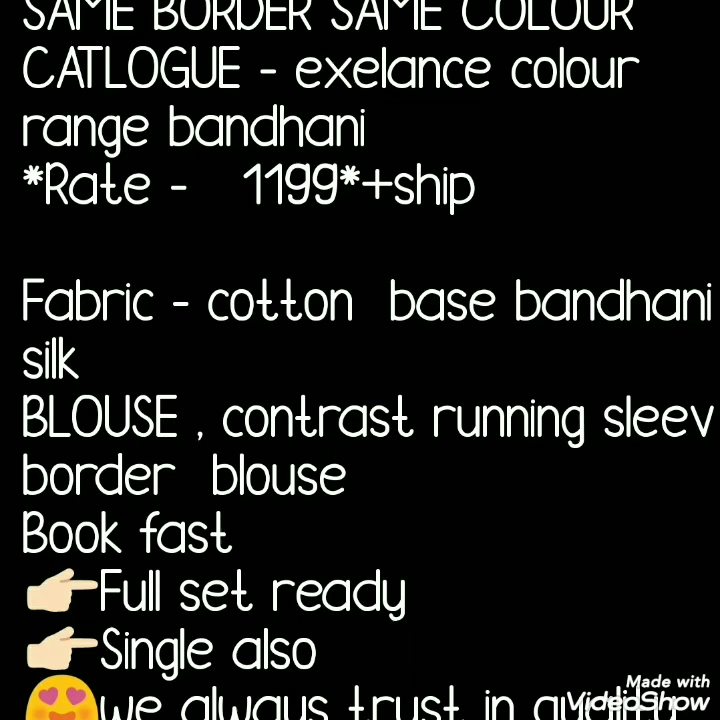 SAME BORDER SAME COLOUR
CATLOGUE - exelance colour
range bandhani
*Rate - 1199*+ship
Fabric - cotton base bandhani
silk
BLOUSE , contrast running sleev
border blouse
Book fast
👉🏻Full set ready
👉🏻Single also
😍we always trust in
Made with
VideoShow